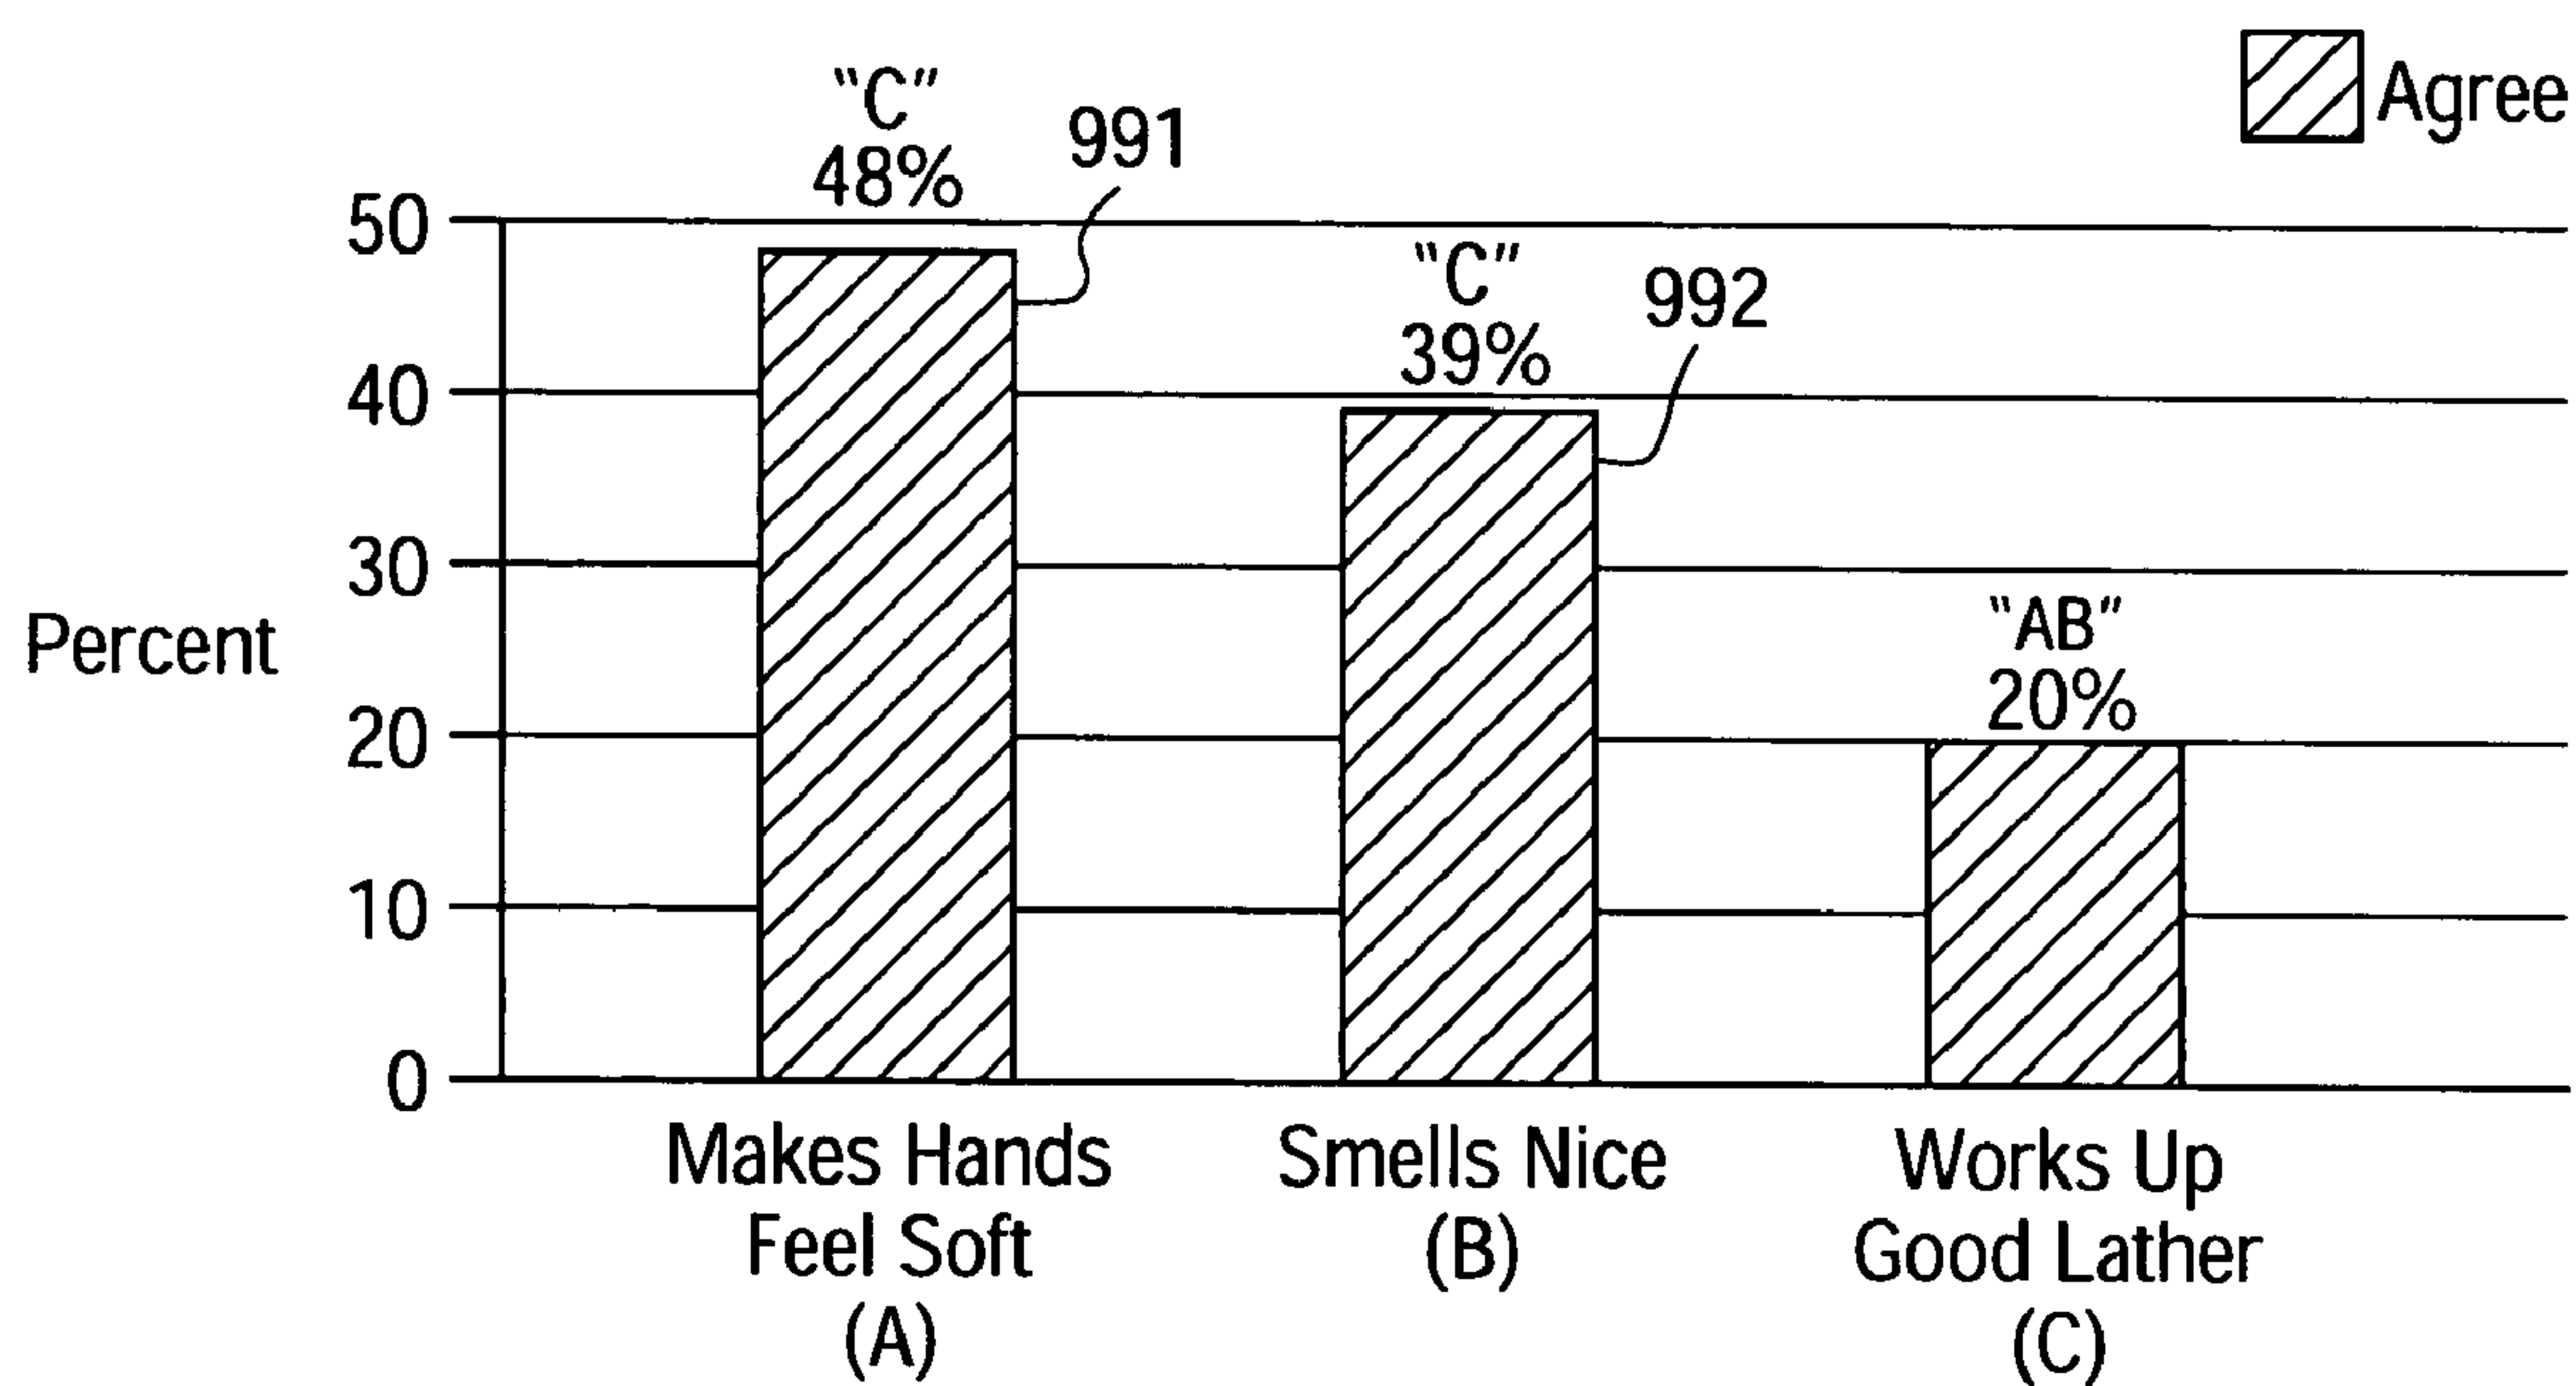 Agree
"C"
48%
991
"C"
39%
992
"AB"
20%
50
40
30
20
10
0
Percent
Makes Hands
Feel Soft
(A)
Smells Nice
(B)
Works Up
Good Lather
(C)